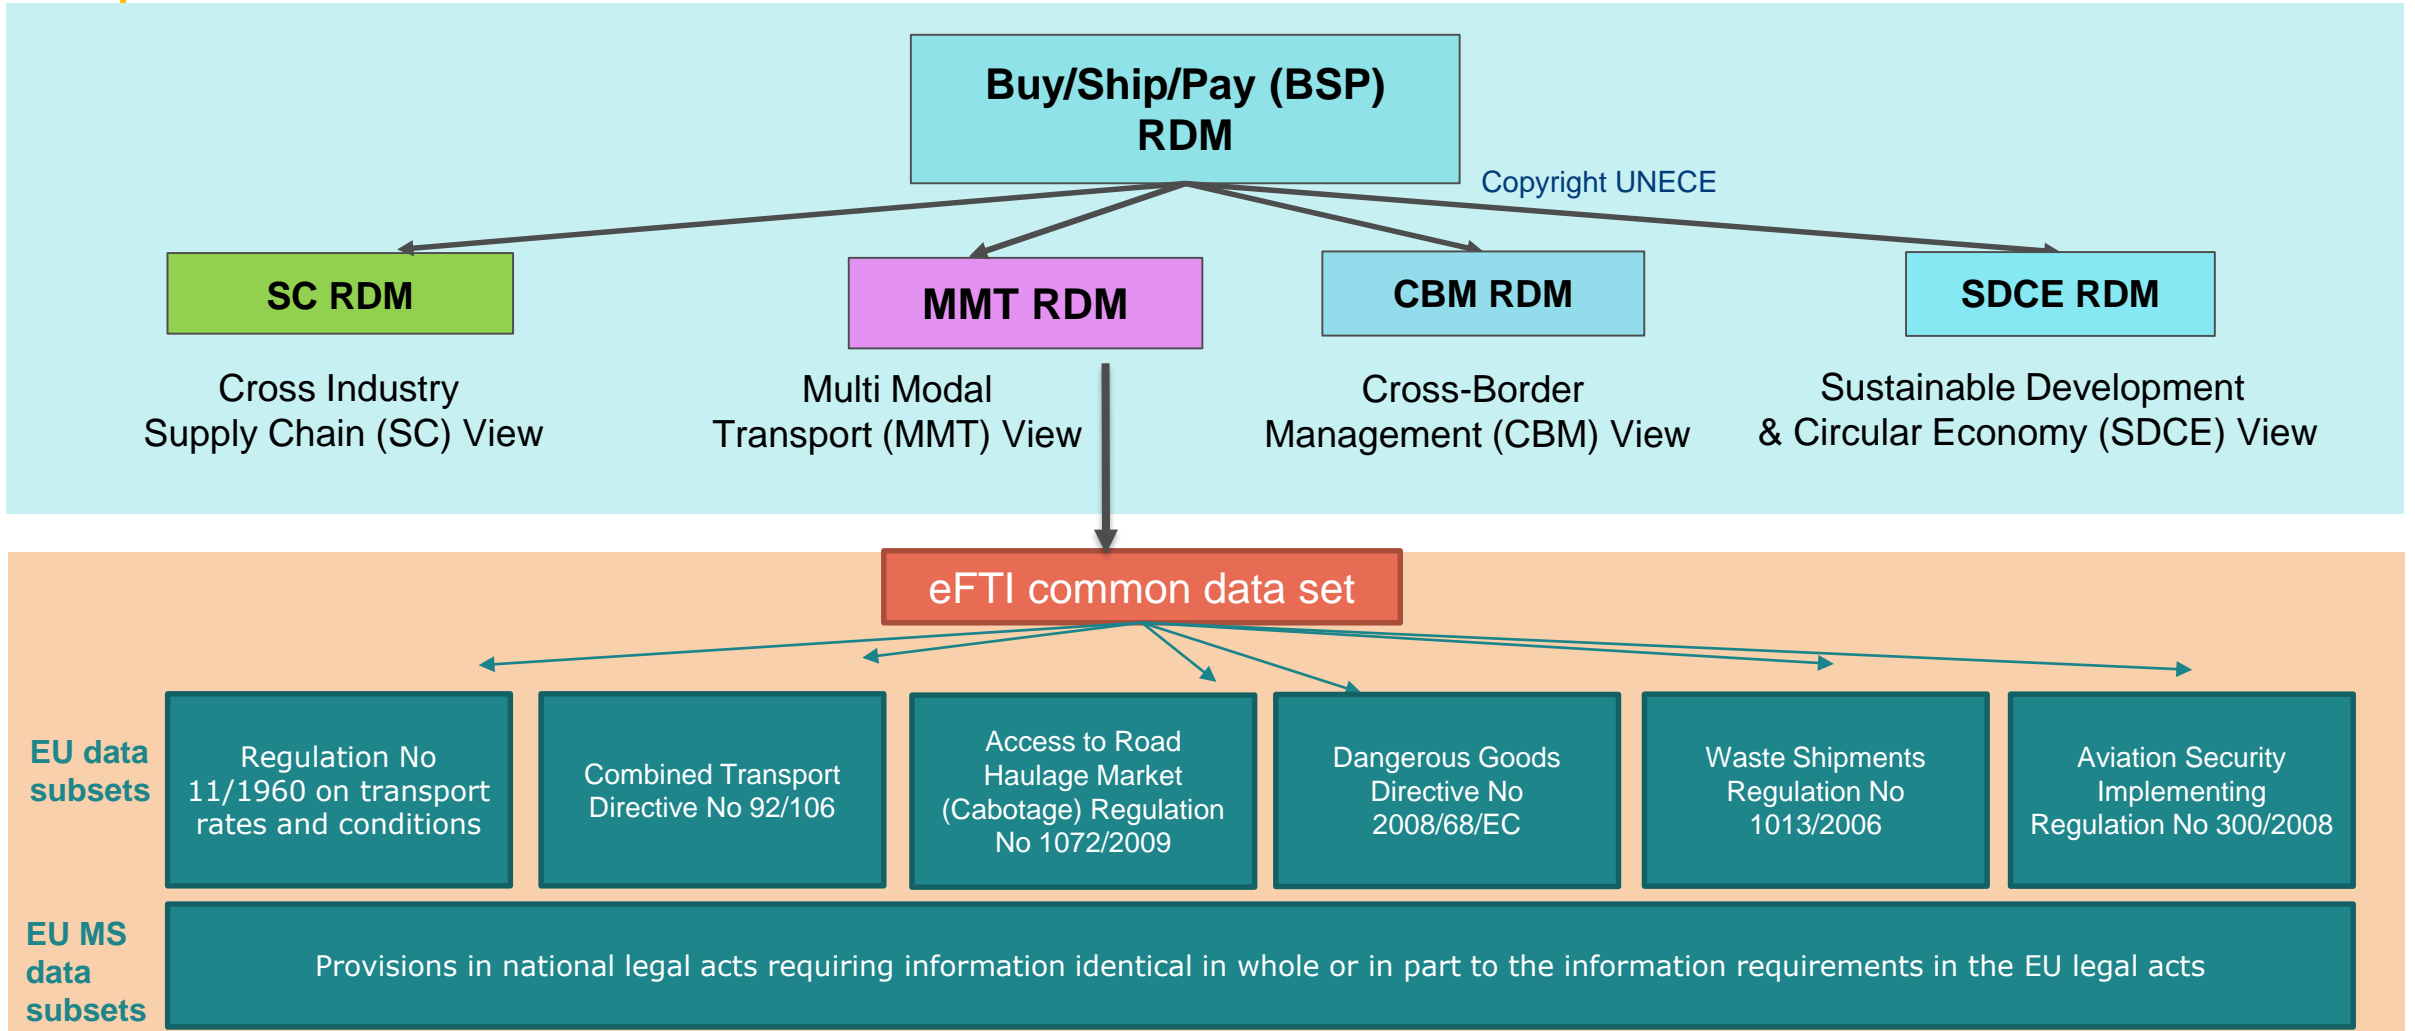 Buy/Ship/Pay (BSP)
RDM
Copyright UNECE
SC RDM
MMT RDM
CBM RDM
SDCE RDM
Cross Industry
Supply Chain (SC) View
Multi Modal
Transport (MMT) View
Cross-Border
Management (CBM) View
Sustainable Development
& Circular Economy (SDCE) View
eFTI common data set
EU data
subsets
Regulation No
11/1960 on transport
rates and conditions
Combined Transport
Directive No 92/106
Access to Road
Haulage Market
(Cabotage) Regulation
No 1072/2009
Dangerous Goods
Directive No
2008/68/EC
Waste Shipments
Regulation No
1013/2006
Aviation Security
Implementing
Regulation No 300/2008
EU MS
data
subsets
Provisions in national legal acts requiring information identical in whole or in part to the information requirements in the EU legal acts